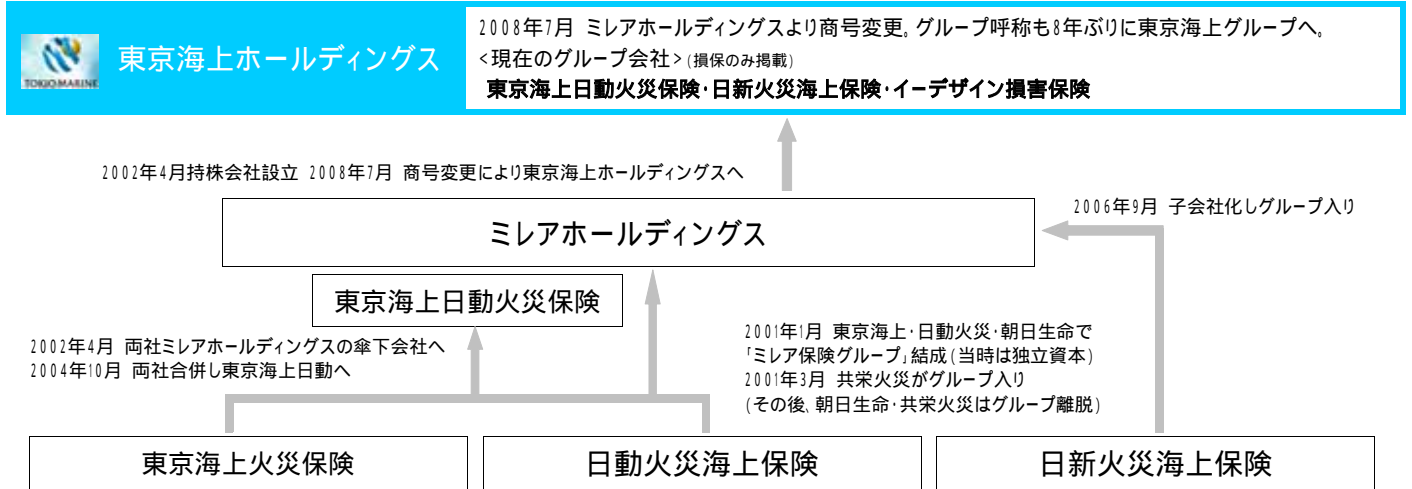 TOKIO MARINE
東京海上ホールディングス
2008年7月 ミレアホールディングスより商号変更。グループ呼称も8年ぶりに東京海上グループへ。
<現在のグループ会社>(損保のみ掲載)
東京海上日動火災保険・日新火災海上保険・イーデザイン損害保険
2002年4月持株会社設立 2008年7月 商号変更により東京海上ホールディングスへ
2006年9月 子会社化しグループ入り
ミレアホールディングス
東京海上日動火災保険
2002年4月 両社ミレアホールディングスの傘下会社へ
2004年10月 両社合併し東京海上日動へ
2001年1月 東京海上・日動火災・朝日生命で
「ミレア保険グループ」結成(当時は独立資本)
2001年3月 共栄火災がグループ入り
(その後、朝日生命・共栄火災はグループ離脱)
東京海上火災保険
日動火災海上保険
日新火災海上保険